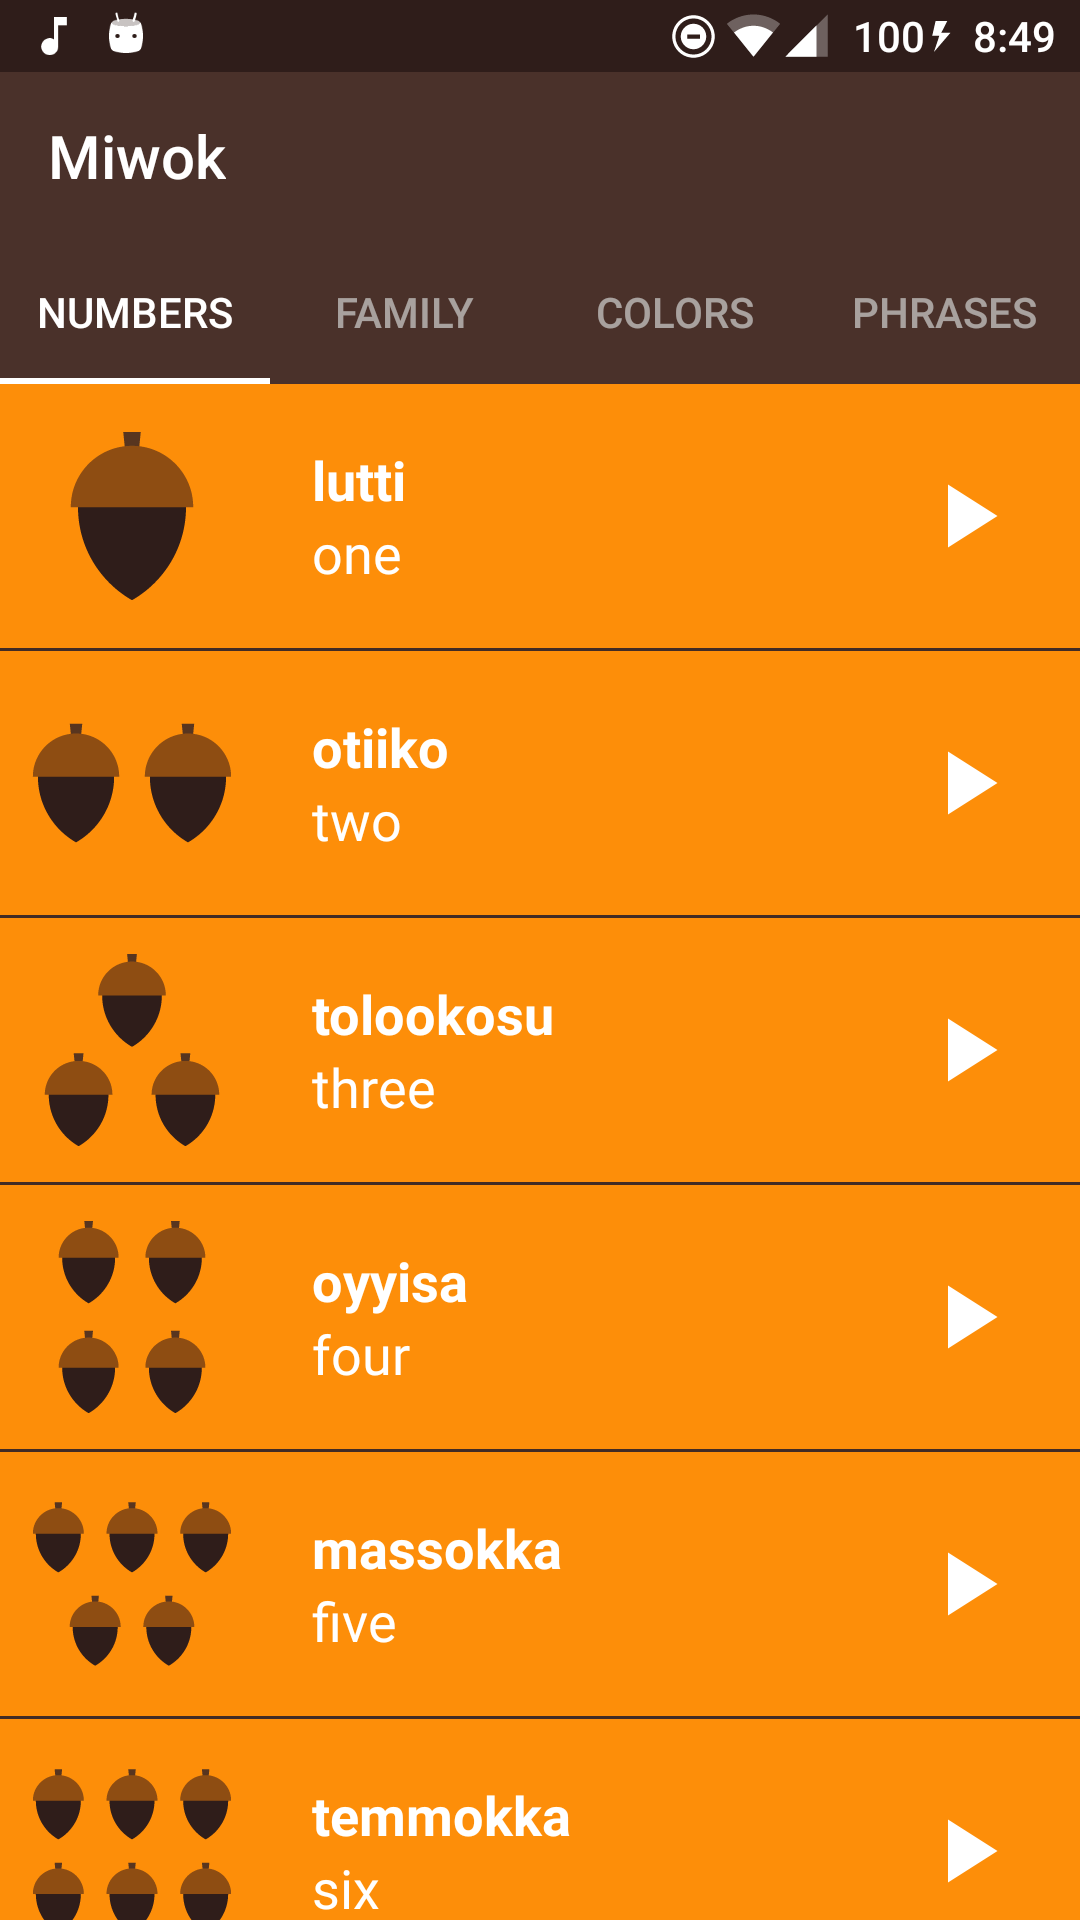 100 8:49
Miwok
NUMBERS FAMILY COLORS PHRASES
lutti
one
otiiko
two
tolookosu
three
oyyisa
four
massokka
five
temmokka
six